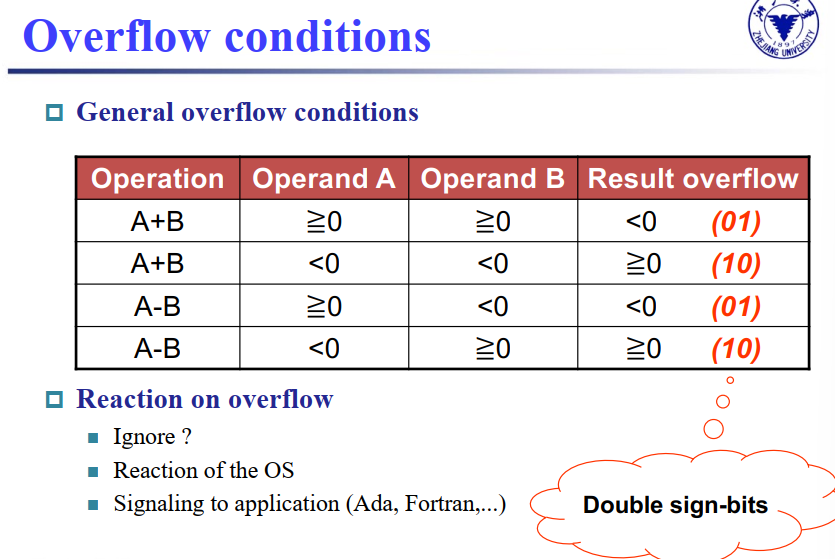 Overflow conditions
ZHEJIANG UNIVERSITY
1897
General overflow conditions
Operation Operand A Operand B Result overflow
A+B ≧0 ≧0 <0 (01)
A+B <0 <0 ≧0 (10)
A-B ≧0 <0 <0 (01)
A-B <0 ≧0 ≧0 (10)
Reaction on overflow
Ignore ?
Reaction of the OS
Signaling to application (Ada, Fortran,...)
Double sign-bits